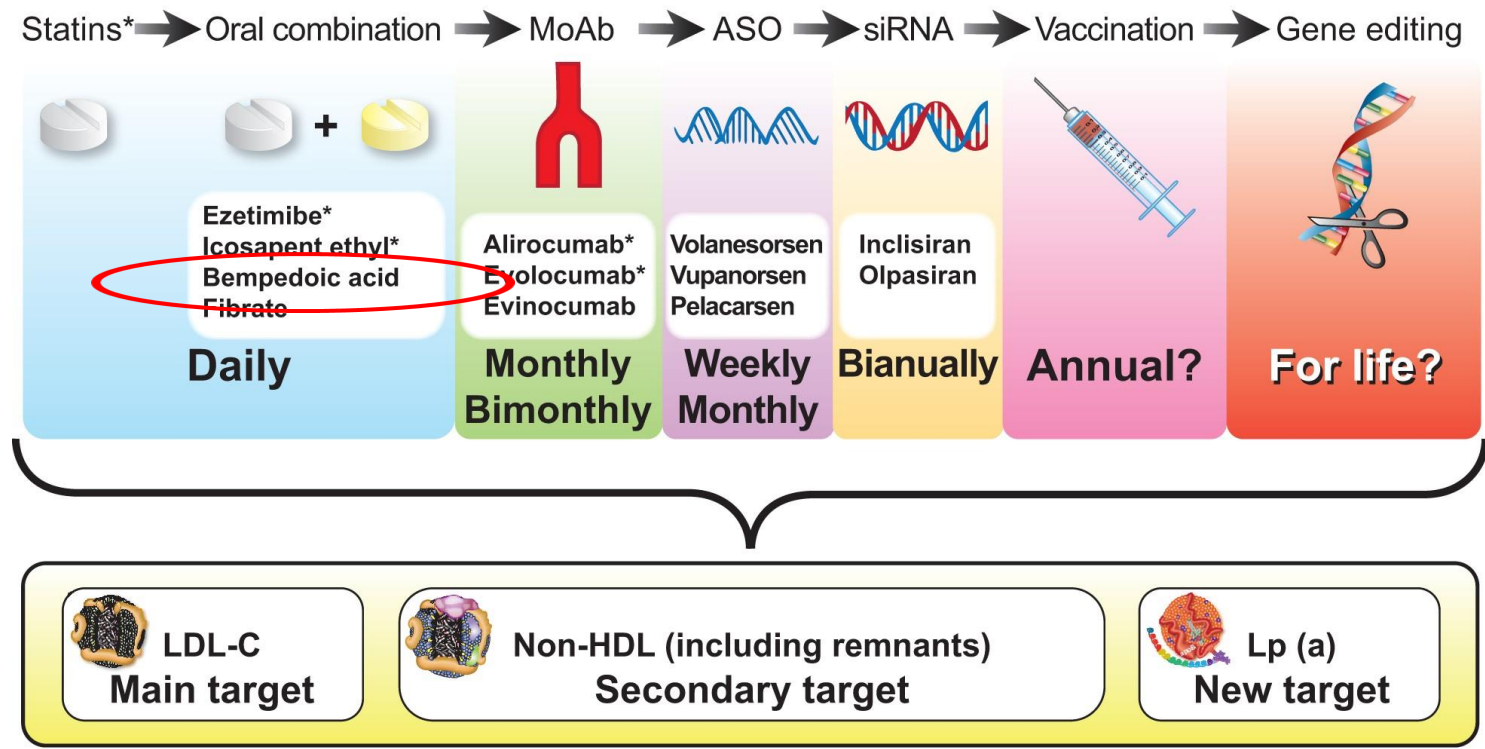 Statins* Oral combination MoAb ASO siRNA Vaccination Gene editing
+
Ezetimibe*
Icosapent ethyl*
Bempedoic acid
Fibrate
Daily
Alirocumab*
Evolocumab*
Evinocumab
Monthly
Bimonthly
Volanesorsen
Vupanorsen
Pelacarsen
Weekly
Monthly
Inclisiran
Olpasiran
Bianually
Annual?
For life?
LDL-C
Main target
Non-HDL (including remnants)
Secondary target
Lp (a)
New target